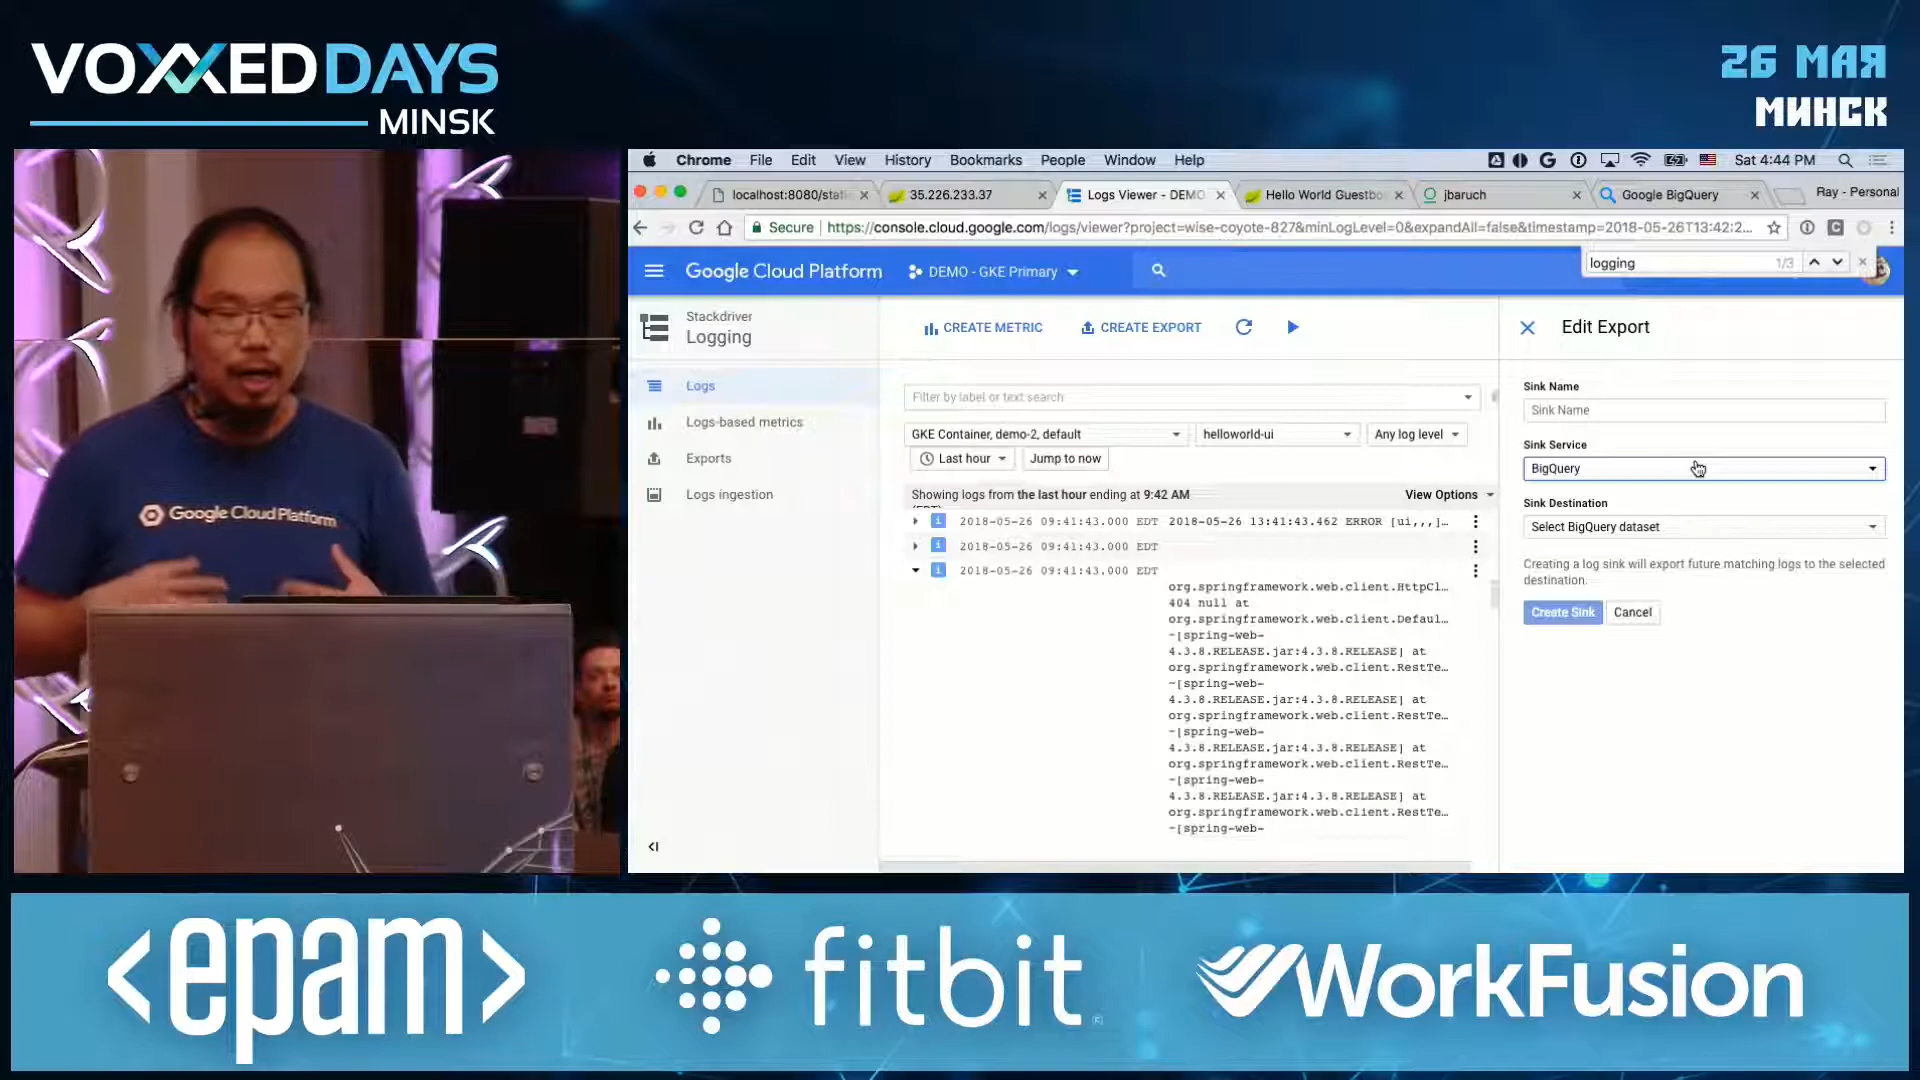 VOXXEDDAYS
MINSK
26 МАЯ
МИНСК
Google Cloud Platform
Chrome File Edit View History Bookmarks People Window Help
Sat 4:44 PM
localhost:8080/stati
35.226.233.37
Logs Viewer - DEMO
Hello World Guestbo
jbaruch
Google BigQuery
Ray - Personal
Secure
https://console.cloud.google.com/logs/viewer?project=wise-coyote-827&minLogLevel=0&expandAll=false&timestamp=2018-05-26T13:42:2...
logging 1/3
Google Cloud Platform
DEMO - GKE Primary
Stackdriver
Logging
Logs
Logs-based metrics
Exports
Logs ingestion
CREATE METRIC
CREATE EXPORT
Filter by label or text search
GKE Container, demo-2, default
helloworld-ui
Any log level
Last hour
Jump to now
Showing logs from the last hour ending at 9:42 AM
View Options
2018-05-26 09:41:43.000 EDT 2018-05-26 13:41:43.462 ERROR [ui,,,]…
2018-05-26 09:41:43.000 EDT
2018-05-26 09:41:43.000 EDT
org.springframework.web.client.HttpCl…
404 null at
org.springframework.web.client.Defaul…
~[spring-web-
4.3.8.RELEASE.jar:4.3.8.RELEASE] at
org.springframework.web.client.RestTe…
~[spring-web-
4.3.8.RELEASE.jar:4.3.8.RELEASE] at
org.springframework.web.client.RestTe…
~[spring-web-
4.3.8.RELEASE.jar:4.3.8.RELEASE] at
org.springframework.web.client.RestTe…
~[spring-web-
4.3.8.RELEASE.jar:4.3.8.RELEASE] at
org.springframework.web.client.RestTe…
~[spring-web-
Edit Export
Sink Name
Sink Name
Sink Service
BigQuery
Sink Destination
Select BigQuery dataset
Creating a log sink will export future matching logs to the selected
destination.
Create Sink
Cancel
<epam>
fitbit
WorkFusion